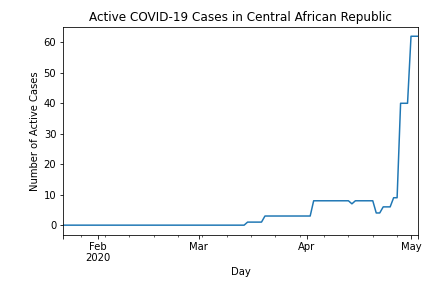 Active COVID-19 Cases in Central African Republic
60
50
40
30
20
10
0
Number of Active Cases
Feb
2020
Mar
Apr
May
Day